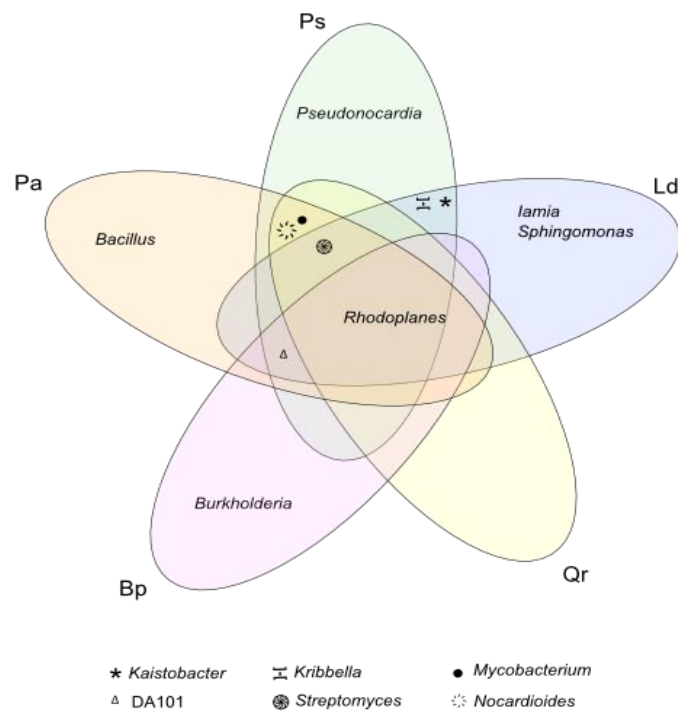 Ps
Pseudonocardia
Pa
Ld
Iamia
Sphingomonas
Bacillus
Rhodoplanes
Burkholderia
Bp
Qr
* Kaistobacter
Kribbella
Mycobacterium
DA101
Streptomyces
Nocardioides